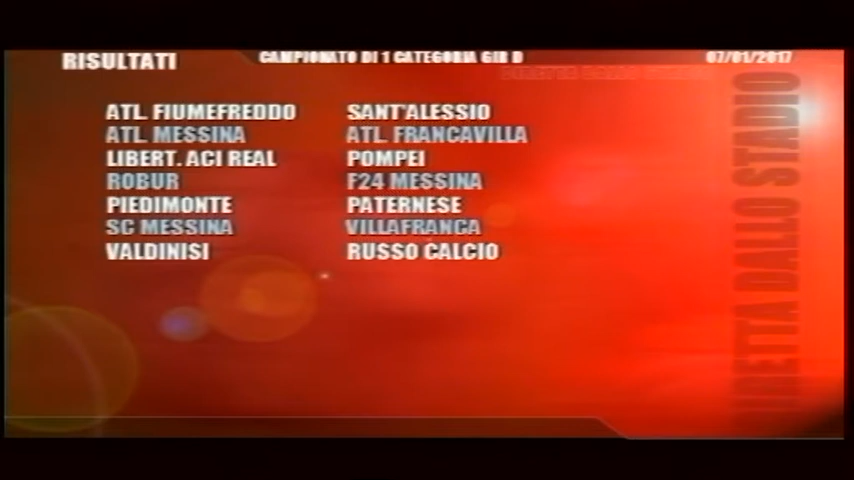 RISULTATI CAMPIONATO DI 1 CATEGORIA GIR D 07/01/2017
ATL. FIUMEFREDDO SANT'ALESSIO
ATL. MESSINA ATL. FRANCAVILLA
LIBERT. ACI REAL POMPEI
ROBUR F24 MESSINA
PIEDIMONTE PATERNESE
SC MESSINA VILLAFRANCA
VALDINISI RUSSO CALCIO
DIRETTA DALLO STADIO